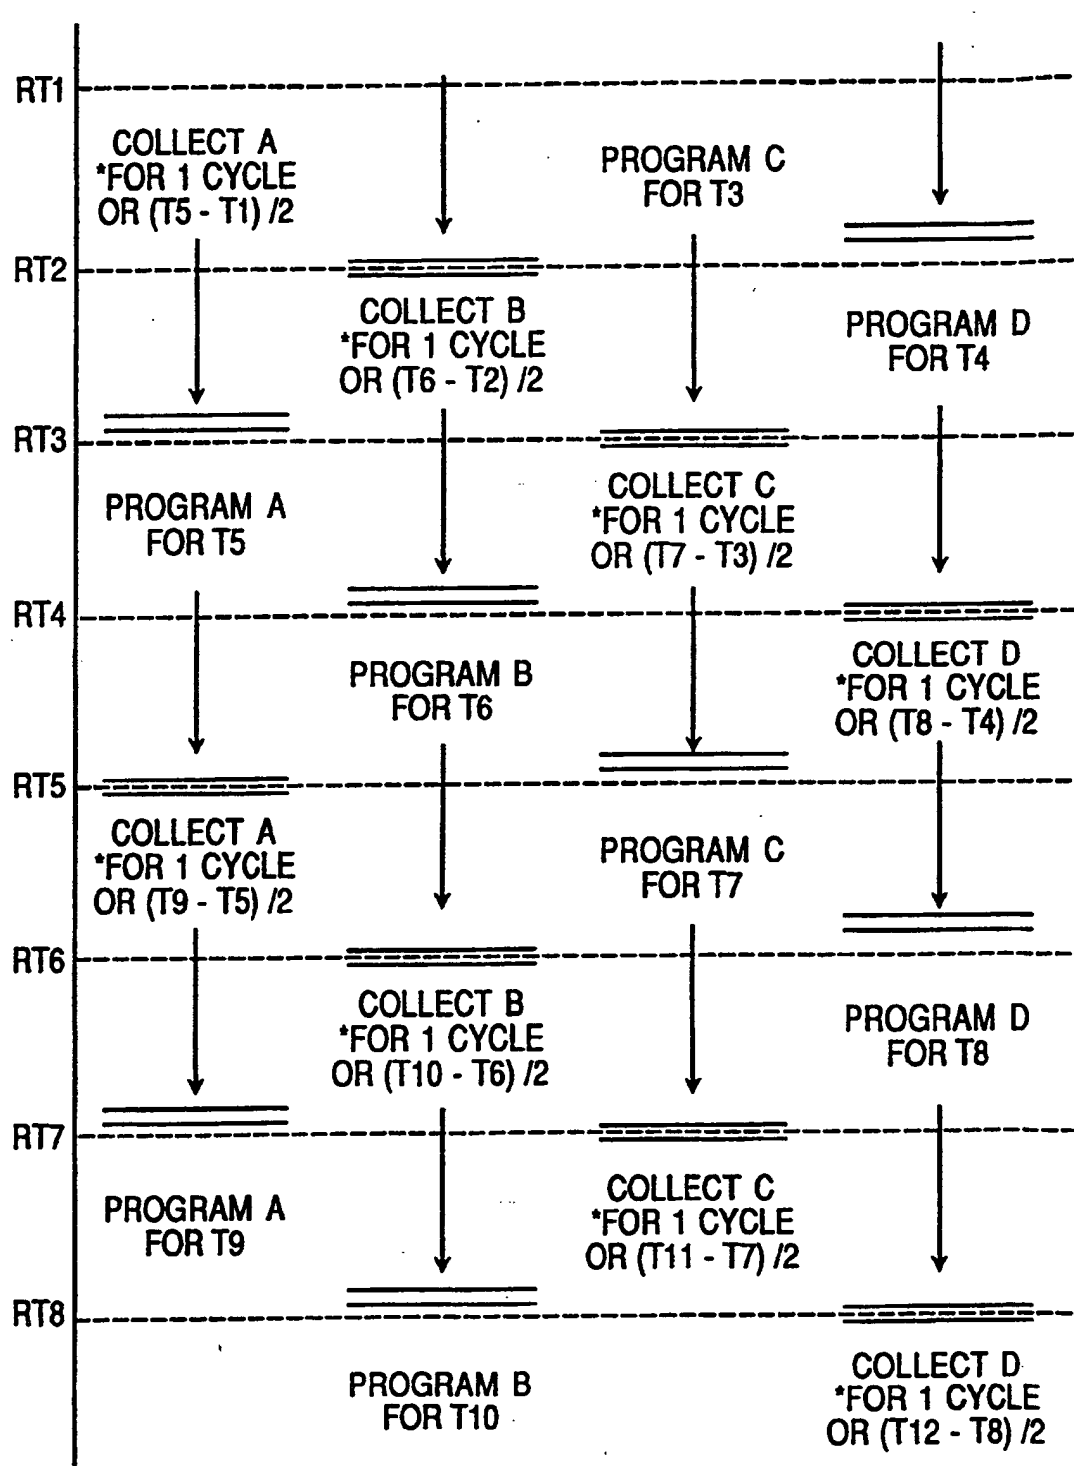 RT1
COLLECT A
*FOR 1 CYCLE
OR (T5 - T1) /2
PROGRAM C
FOR T3
RT2
COLLECT B
*FOR 1 CYCLE
OR (T6 - T2) /2
PROGRAM D
FOR T4
RT3
PROGRAM A
FOR T5
COLLECT C
*FOR 1 CYCLE
OR (T7 - T3) /2
RT4
PROGRAM B
FOR T6
COLLECT D
*FOR 1 CYCLE
OR (T8 - T4) /2
RT5
COLLECT A
*FOR 1 CYCLE
OR (T9 - T5) /2
PROGRAM C
FOR T7
RT6
COLLECT B
*FOR 1 CYCLE
OR (T10 - T6) /2
PROGRAM D
FOR T8
RT7
PROGRAM A
FOR T9
COLLECT C
*FOR 1 CYCLE
OR (T11 - T7) /2
RT8
PROGRAM B
FOR T10
COLLECT D
*FOR 1 CYCLE
OR (T12 - T8) /2